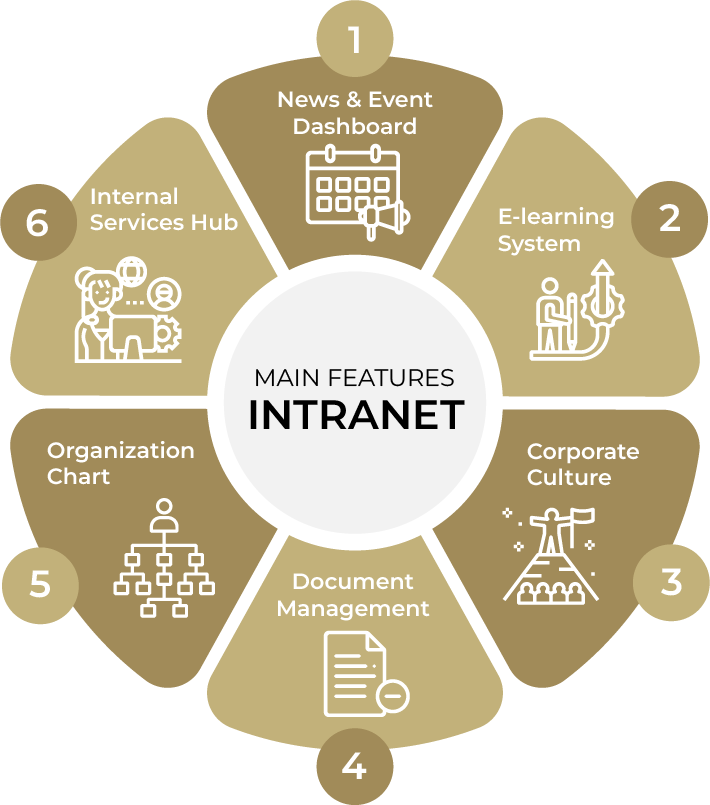 MAIN FEATURES
INTRANET
1
News & Event
Dashboard
2
E-learning
System
3
Corporate
Culture
4
Document
Management
5
Organization
Chart
6
Internal
Services Hub